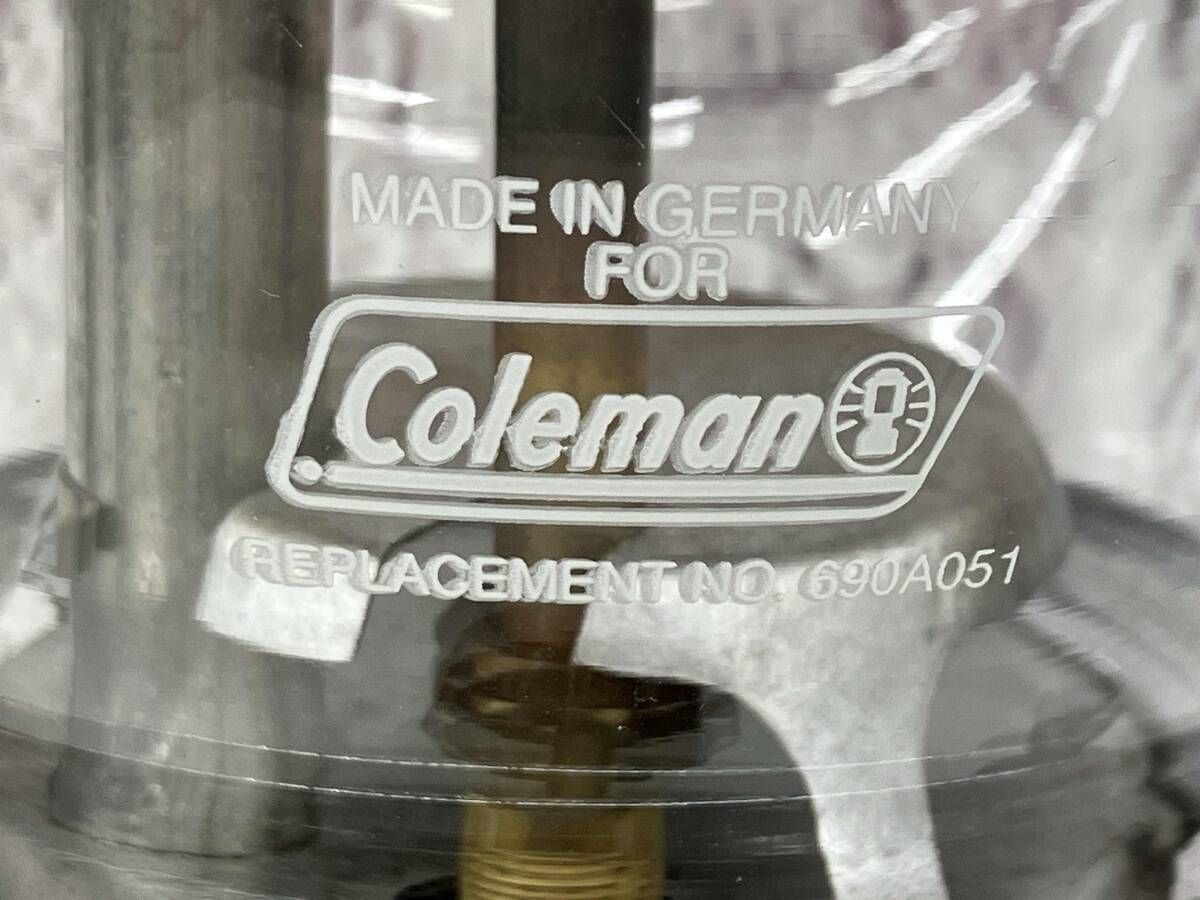 MADE IN GERMANY
FOR
Coleman
REPLACEMENT NO. 690A051